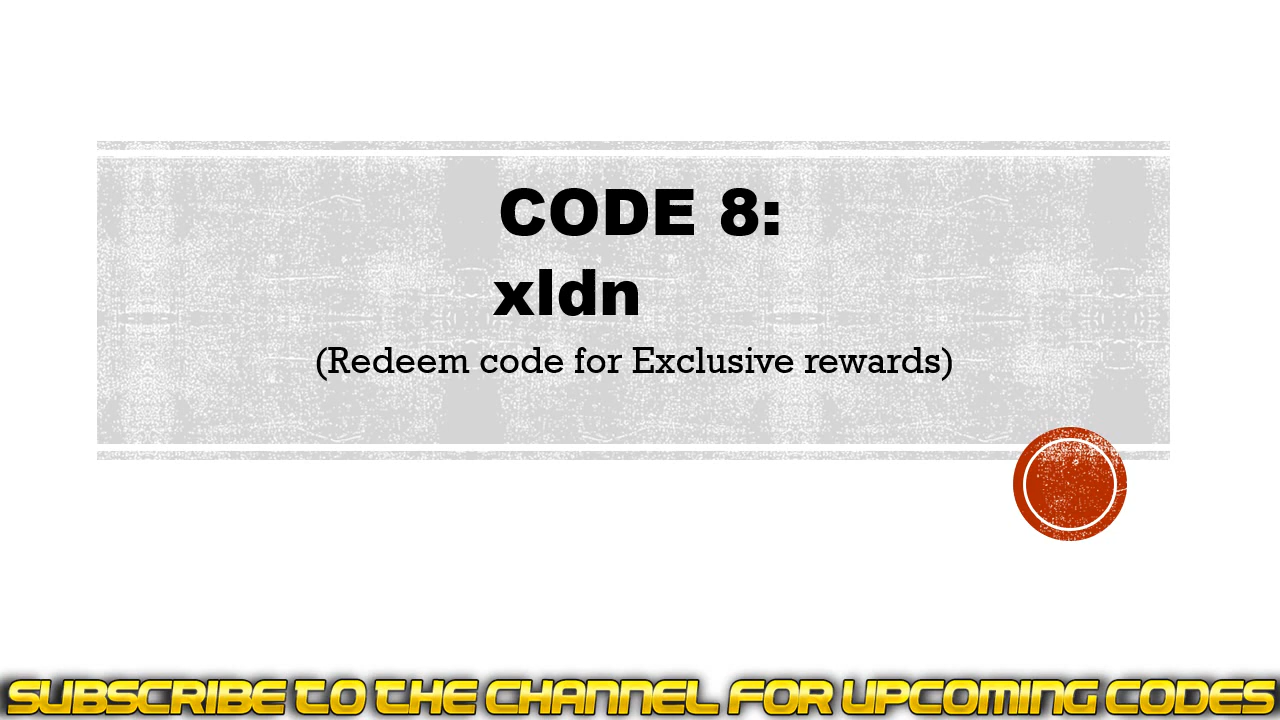 CODE 8:
xldn
(Redeem code for Exclusive rewards)
SUBSCRIBE TO THE CHANNEL FOR UPCOMING CODES